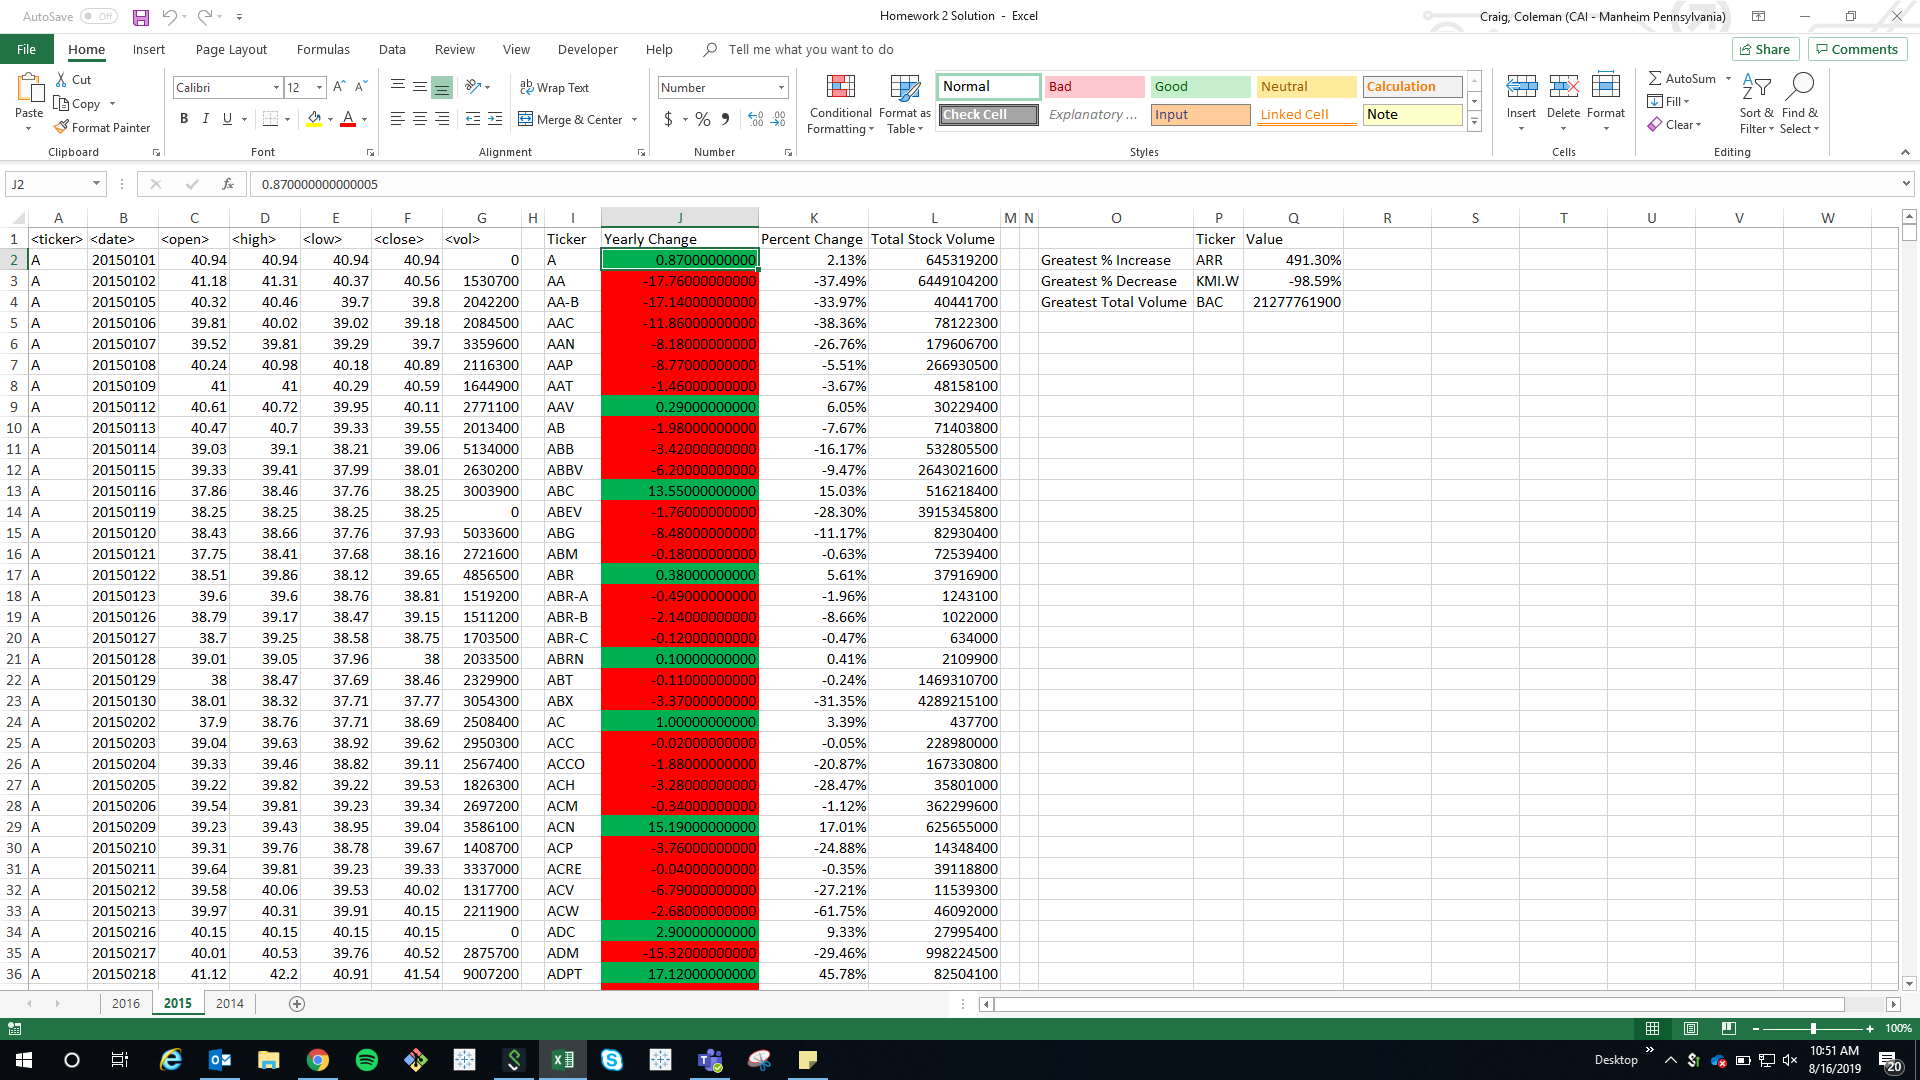 AutoSave Off Homework 2 Solution - Excel Craig, Coleman (CAI - Manheim Pennsylvania)
File Home Insert Page Layout Formulas Data Review View Developer Help Tell me what you want to do Share Comments
Paste Cut Copy Format Painter
Calibri 12 B I U A
Wrap Text Merge & Center
Number $ %
Conditional Formatting Format as Table
Normal Bad Good Neutral Calculation
Check Cell Explanatory ... Input Linked Cell Note
Insert Delete Format
AutoSum Fill Clear Sort & Filter Find & Select
Clipboard Font Alignment Number Styles Cells Editing
J2 fx 0.870000000000005
A B C D E F G H I J K L M N O P Q R S T U V W
1 <ticker> <date> <open> <high> <low> <close> <vol> Ticker Yearly Change Percent Change Total Stock Volume Ticker Value
2 A 20150101 40.94 40.94 40.94 40.94 0 A 0.87000000000 2.13% 645319200 Greatest % Increase ARR 491.30%
3 A 20150102 41.18 41.31 40.37 40.56 1530700 AA -17.76000000000 -37.49% 6449104200 Greatest % Decrease KMI.W -98.59%
4 A 20150105 40.32 40.46 39.7 39.8 2042200 AA-B -17.14000000000 -33.97% 40441700 Greatest Total Volume BAC 21277761900
5 A 20150106 39.81 40.02 39.02 39.18 2084500 AAC -11.86000000000 -38.36% 78122300
6 A 20150107 39.52 39.81 39.29 39.7 3359600 AAN -8.18000000000 -26.76% 179606700
7 A 20150108 40.24 40.98 40.18 40.89 2116300 AAP -8.77000000000 -5.51% 266930500
8 A 20150109 41 41 40.29 40.59 1644900 AAT -1.46000000000 -3.67% 48158100
9 A 20150112 40.61 40.72 39.95 40.11 2771100 AAV 0.29000000000 6.05% 30229400
10 A 20150113 40.47 40.7 39.33 39.55 2013400 AB -1.98000000000 -7.67% 71403800
11 A 20150114 39.03 39.1 38.21 39.06 5134000 ABB -3.42000000000 -16.17% 532805500
12 A 20150115 39.33 39.41 37.99 38.01 2630200 ABBV -6.20000000000 -9.47% 2643021600
13 A 20150116 37.86 38.46 37.76 38.25 3003900 ABC 13.55000000000 15.03% 516218400
14 A 20150119 38.25 38.25 38.25 38.25 0 ABEV -1.76000000000 -28.30% 3915345800
15 A 20150120 38.43 38.66 37.76 37.93 5033600 ABG -8.48000000000 -11.17% 82930400
16 A 20150121 37.75 38.41 37.68 38.16 2721600 ABM -0.18000000000 -0.63% 72539400
17 A 20150122 38.51 39.86 38.12 39.65 4856500 ABR 0.38000000000 5.61% 37916900
18 A 20150123 39.6 39.6 38.76 38.81 1519200 ABR-A -0.49000000000 -1.96% 1243100
19 A 20150126 38.79 39.17 38.47 39.15 1511200 ABR-B -2.14000000000 -8.66% 1022000
20 A 20150127 38.7 39.25 38.58 38.75 1703500 ABR-C -0.12000000000 -0.47% 634000
21 A 20150128 39.01 39.05 37.96 38 2033500 ABRN 0.10000000000 0.41% 2109900
22 A 20150129 38 38.47 37.69 38.46 2329900 ABT -0.11000000000 -0.24% 1469310700
23 A 20150130 38.01 38.32 37.71 37.77 3054300 ABX -3.37000000000 -31.35% 4289215100
24 A 20150202 37.9 38.76 37.71 38.69 2508400 AC 1.00000000000 3.39% 437700
25 A 20150203 39.04 39.63 38.92 39.62 2950300 ACC -0.02000000000 -0.05% 228980000
26 A 20150204 39.33 39.46 38.82 39.11 2567400 ACCO -1.88000000000 -20.87% 167330800
27 A 20150205 39.22 39.82 39.22 39.53 1826300 ACH -3.28000000000 -28.47% 35801000
28 A 20150206 39.54 39.81 39.23 39.34 2697200 ACM -0.34000000000 -1.12% 362299600
29 A 20150209 39.23 39.43 38.95 39.04 3586100 ACN 15.19000000000 17.01% 625655000
30 A 20150210 39.31 39.76 38.78 39.67 1408700 ACP -3.76000000000 -24.88% 14348400
31 A 20150211 39.64 39.81 39.23 39.33 3337000 ACRE -0.04000000000 -0.35% 39118800
32 A 20150212 39.58 40.06 39.53 40.02 1317700 ACV -6.79000000000 -27.21% 11539300
33 A 20150213 39.97 40.31 39.91 40.15 2211900 ACW -2.68000000000 -61.75% 46092000
34 A 20150216 40.15 40.15 40.15 40.15 0 ADC 2.90000000000 9.33% 27995400
35 A 20150217 40.01 40.53 39.76 40.52 2875700 ADM -15.32000000000 -29.46% 998224500
36 A 20150218 41.12 42.2 40.91 41.54 9007200 ADPT 17.12000000000 45.78% 82504100
2016 2015 2014
100%
Desktop 10:51 AM
8/16/2019 20